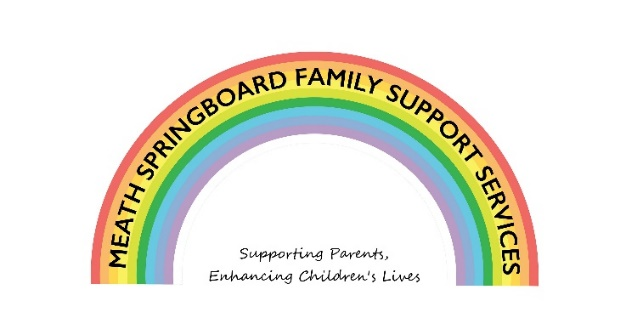 MEATH SPRINGBOARD FAMILY SUPPORT SERVICES
Supporting Parents,
Enhancing Children's Lives